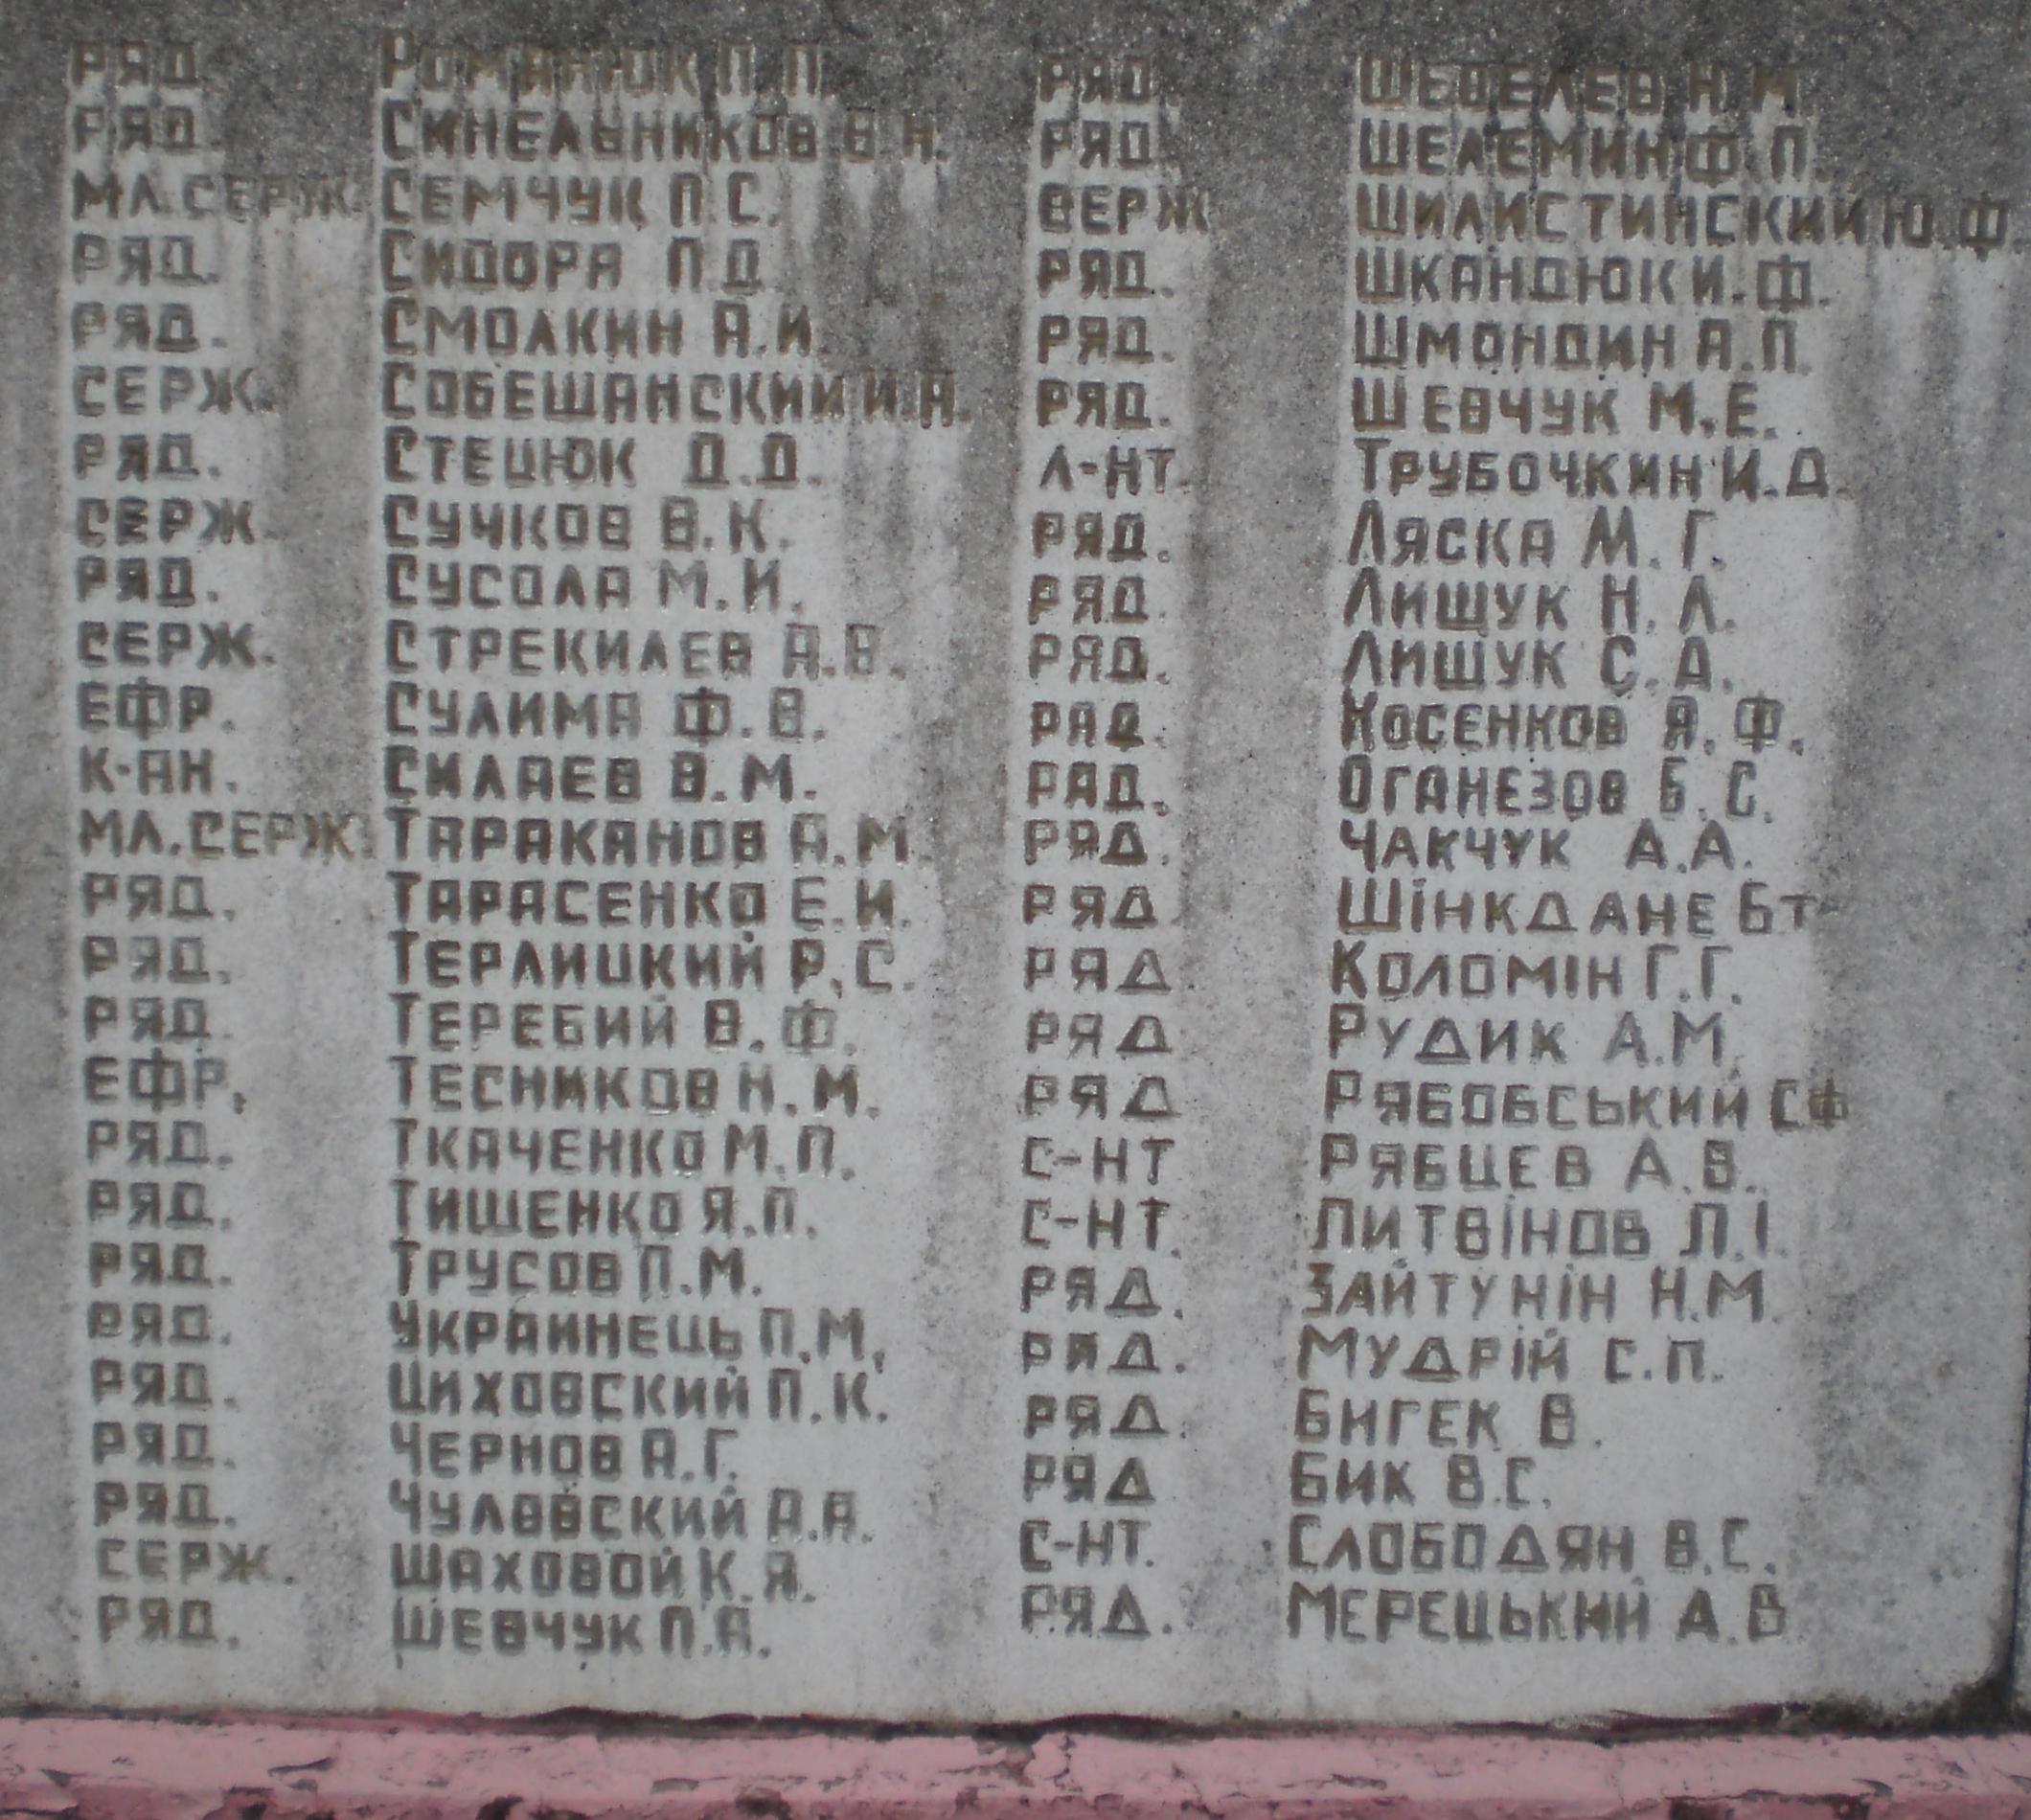 РЯД. РОМАНЮК П.П.
РЯД. СИНЕЛЬНИКОВ В.Н.
МЛ.СЕРЖ. СЕМЧУК П.С.
РЯД. СИДОРА П.Д.
РЯД. СМОЛКИН А.И.
СЕРЖ. СОБЕШАНСКИЙ И.А.
РЯД. СТЕЦЮК Д.Д.
СЕРЖ. СУЧКОВ В.К.
РЯД. СУСОЛА М.И.
СЕРЖ. СТРЕКИЛЕВ А.В.
ЕФР. СУЛИМА Ф.В.
К-АН. СИЛАЕВ В.М.
МЛ.СЕРЖ. ТАРАКАНОВ А.М.
РЯД. ТАРАСЕНКО Е.И.
РЯД. ТЕРЛИЦКИЙ Р.С.
РЯД. ТЕРЕБИЙ В.Ф.
ЕФР. ТЕСНИКОВ Н.М.
РЯД. ТКАЧЕНКО М.П.
РЯД. ТИЩЕНКО Я.П.
РЯД. ТРУСОВ П.М.
РЯД. УКРАИНЕЦЬ П.М.
РЯД. ЦИХОВСКИЙ П.К.
РЯД. ЧЕРНОВ А.Г.
РЯД. ЧУЛОВСКИЙ А.А.
СЕРЖ. ШАХОВОЙ К.Я.
РЯД. ШЕВЧУК П.А.
РЯД. Н.М.
РЯД. ШЕЛЕМИН Ф.П.
СЕРЖ ШИЛИСТИНСКИЙ Ю.Ф.
РЯД. ШКАНДЮК И.Ф.
РЯД. ШМОНДИН А.П.
РЯД. ШЕВЧУК М.Е.
Л-НТ. ТРУБОЧКИН И.Д.
РЯД. ЛЯСКА М.Г.
РЯД. ЛИЩУК Н.Л.
РЯД. ЛИЩУК С.Д.
РЯД. КОСЕНКОВ Я.Ф.
РЯД. ОГАНЕЗОВ Б.С.
РЯД. ЧАКЧУК А.А.
РЯД. ШІНКДАНЕ БТ
РЯД КОЛОМІН Г.Г.
РЯД РУДИК А.М.
РЯД РЯБОВСЬКИЙ С Ф
С-НТ РЯБЦЕВ А.В.
С-НТ. ЛИТВІНОВ Л.І.
РЯД. ЗАЙТУНІН Н.М.
РЯД. МУДРІЙ С.П.
РЯД. БИГЕК В.
РЯД БИК В.С.
С-НТ. СЛОБОДЯН В.С.
РЯД. МЕРЕЦЬКИЙ А.В